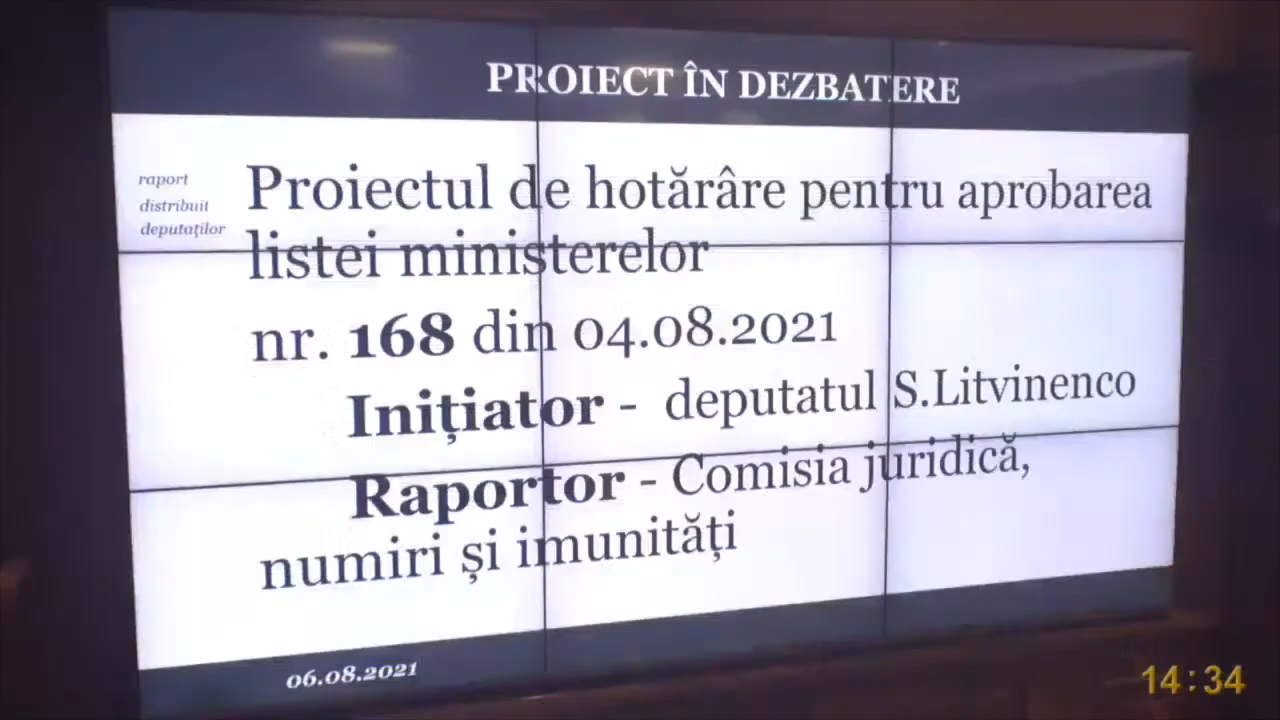 PROIECT ÎN DEZBATERE
raport
distribuit
deputaților
Proiectul de hotărâre pentru aprobarea
listei ministerelor
nr. 168 din 04.08.2021
Inițiator - deputatul S.Litvinenco
Raportor - Comisia juridică,
numiri și imunități
06.08.2021
14:34